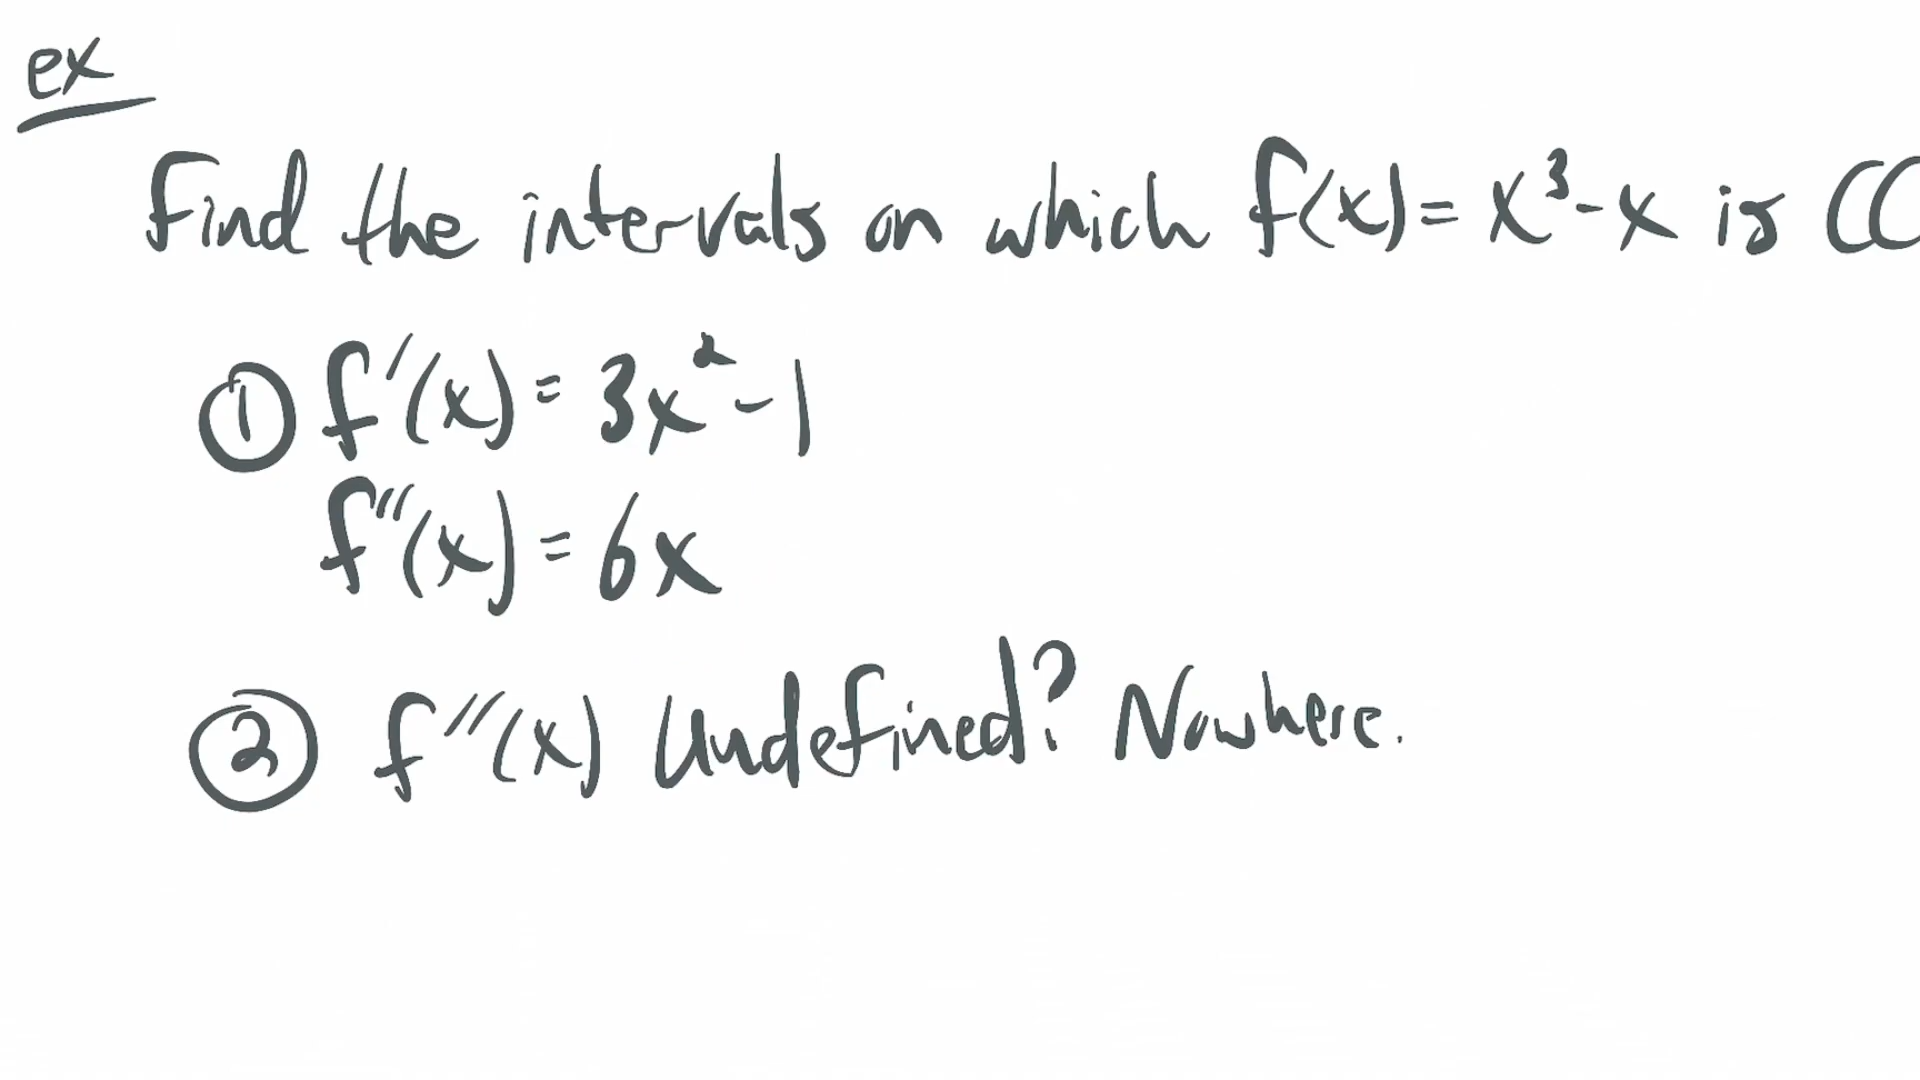 ex
Find the intervals on which f(x) = x³-x is CC
① f'(x) = 3x²-1
f''(x) = 6x
② f''(x) Undefined? Nowhere.